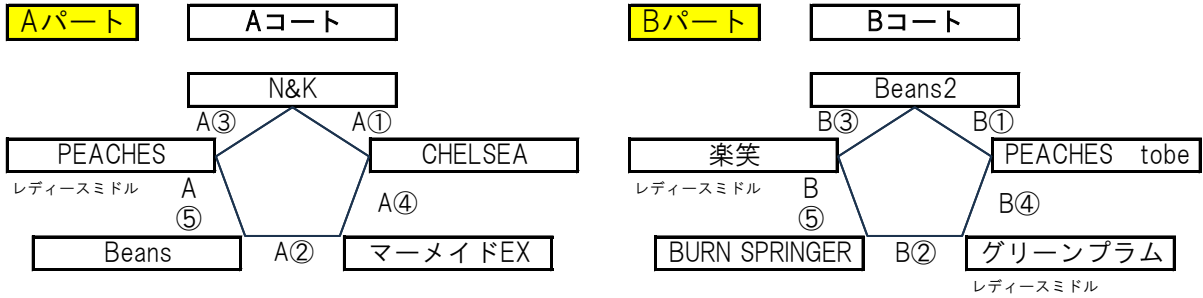 Aパート Aコート
N&K
A③ A①
PEACHES CHELSEA
レディースミドル
A
⑤
A④
Beans A② マーメイドEX
Bパート Bコート
Beans2
B③ B①
楽笑 PEACHES tobe
レディースミドル
B
⑤
B④
BURN SPRINGER B② グリーンプラム
レディースミドル